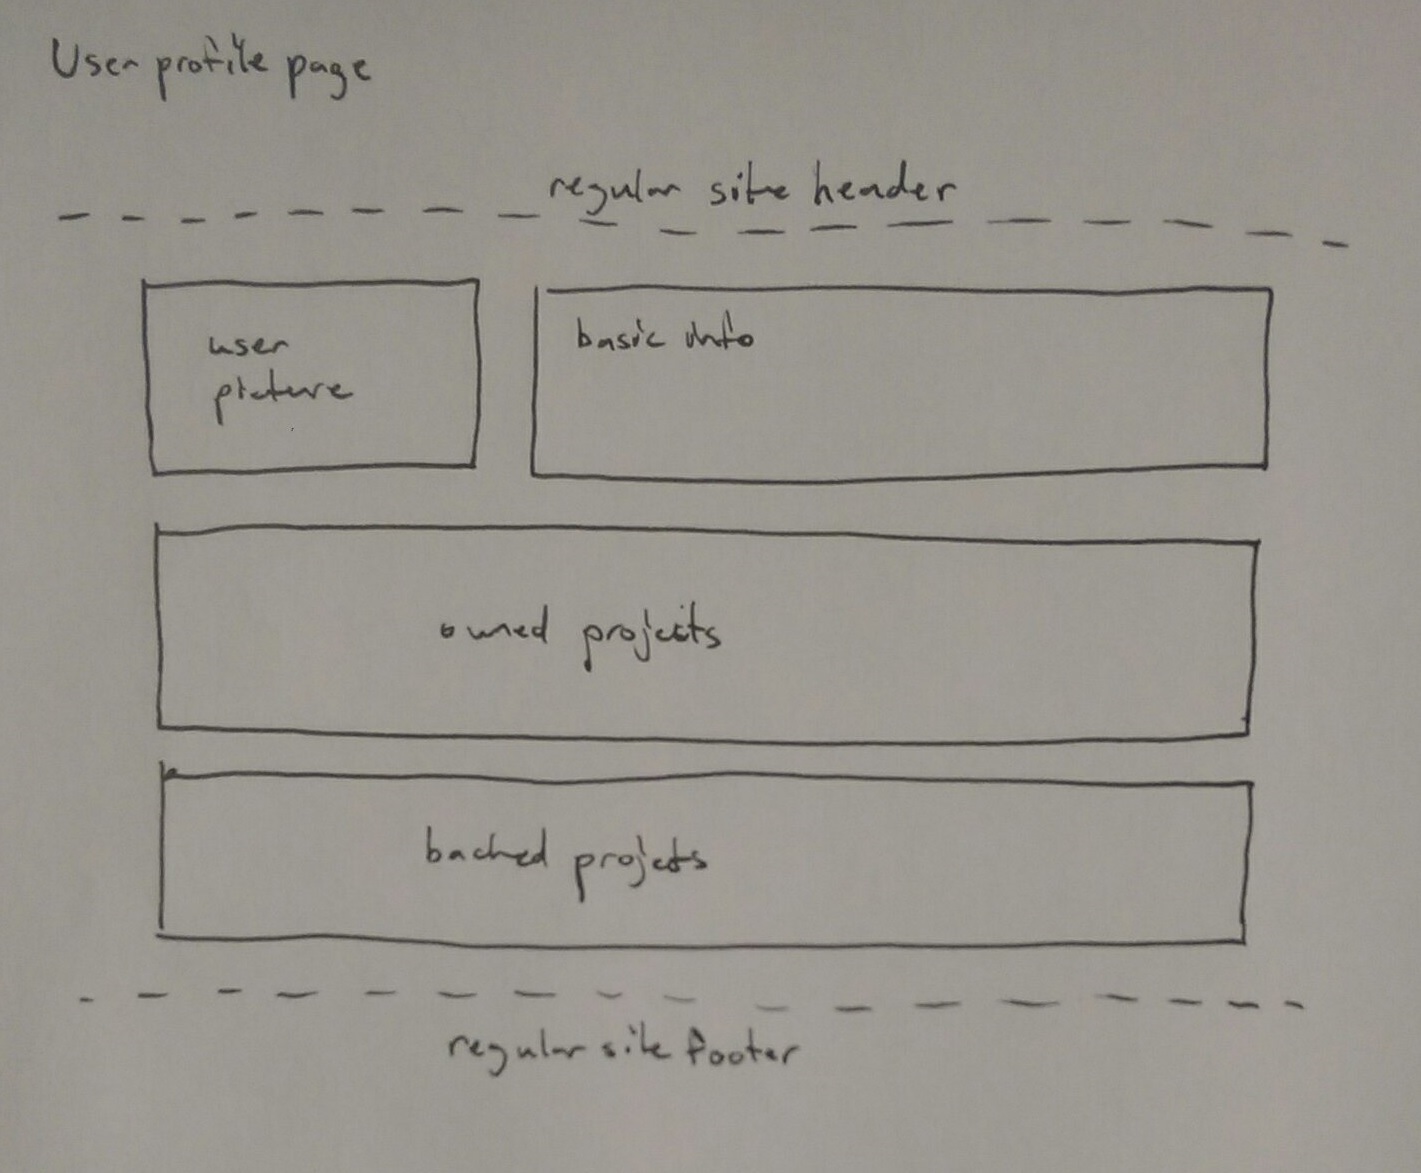 User profile page
regular site header
user
picture
basic info
owned projects
backed projects
regular site footer